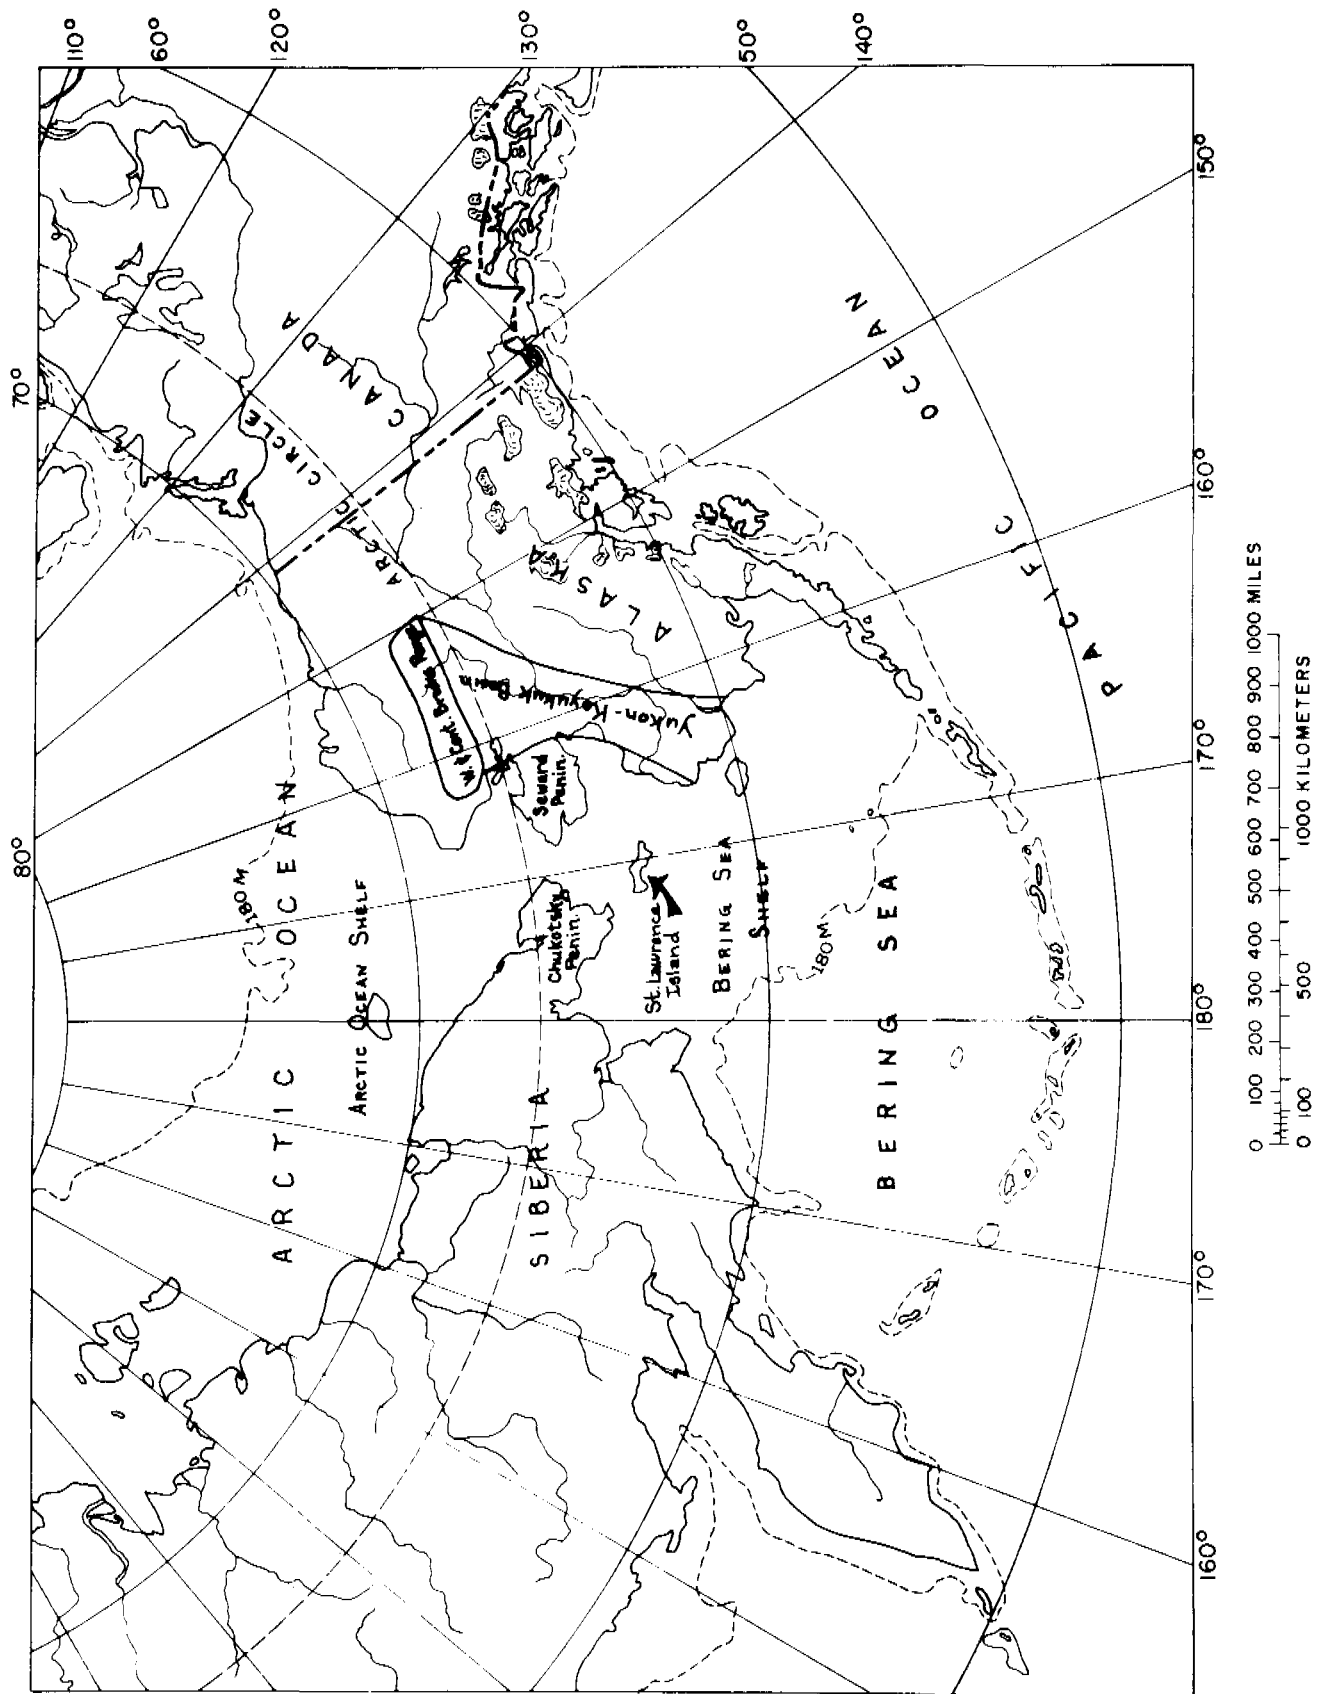 110°
60°
120°
130°
50°
140°
150°
160°
170°
180°
170°
160°
70°
80°
CANADA
ARCTIC CIRCLE
ALASKA
W. & Cent. Brooks Range
Yukon-Koyukuk Basin
Seward
Penin.
Chukotsky
Penin.
St. Lawrence
Island
BERING SEA
SHELF
180M
180M
ARCTIC OCEAN
ARCTIC OCEAN SHELF
SIBERIA
BERING SEA
PACIFIC OCEAN
0 100 200 300 400 500 600 700 800 900 1000 MILES
0 100 500 1000 KILOMETERS